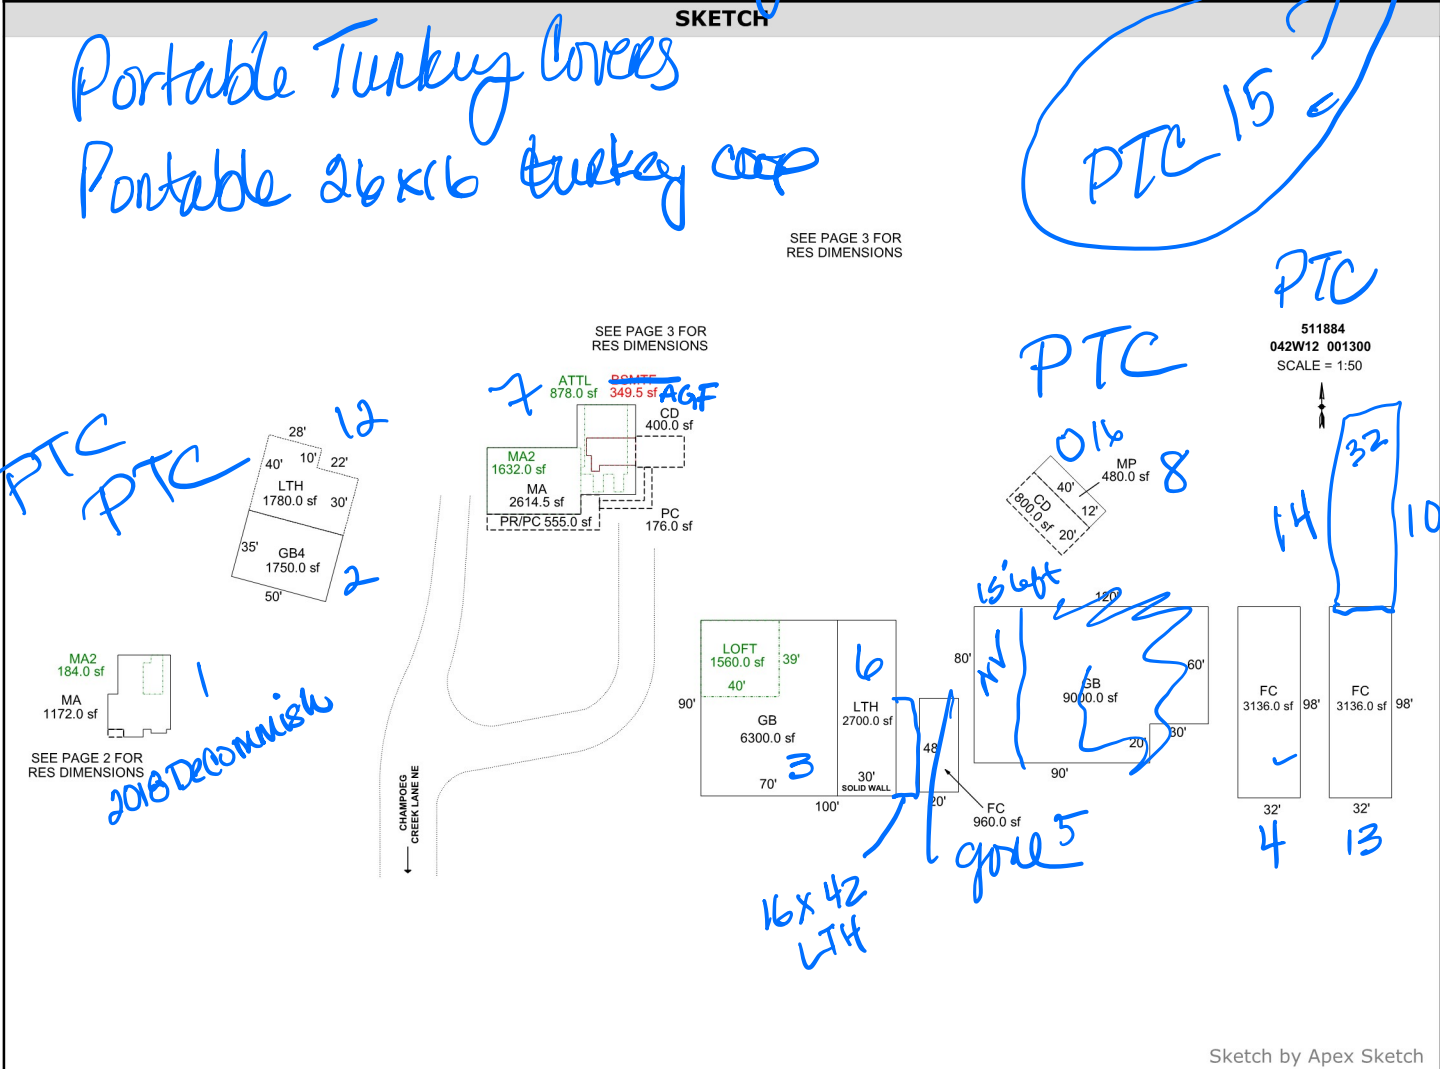 SKETCH
Portable Turkey Covers
Portable 26x16 turkey coop
PTC 15
SEE PAGE 3 FOR
RES DIMENSIONS
PTC
511884
042W12 001300
SCALE = 1:50
SEE PAGE 3 FOR
RES DIMENSIONS
PTC
7
ATTL
878.0 sf
BSMTF
349.5 sf
AGF
CD
400.0 sf
MA2
1632.0 sf
MA
2614.5 sf
PR/PC 555.0 sf
PC
176.0 sf
PTC
PTC
12
28'
40'
10'
22'
LTH
1780.0 sf
30'
35'
GB4
1750.0 sf
50'
2
016
MP
480.0 sf
8
40'
12'
CD
800.0 sf
20'
32
14
10
MA2
184.0 sf
MA
1172.0 sf
1
SEE PAGE 2 FOR
RES DIMENSIONS
2018 Decommish
CHAMPOEG
CREEK LANE NE
LOFT
1560.0 sf
39'
40'
90'
GB
6300.0 sf
3
70'
100'
6
LTH
2700.0 sf
30'
SOLID WALL
16 X 42
LTH
48
20'
FC
960.0 sf
gone 5
15' left
120'
80'
NV
GB
9000.0 sf
60'
20'
30'
90'
FC
3136.0 sf
98'
32'
4
FC
3136.0 sf
98'
32'
13
Sketch by Apex Sketch